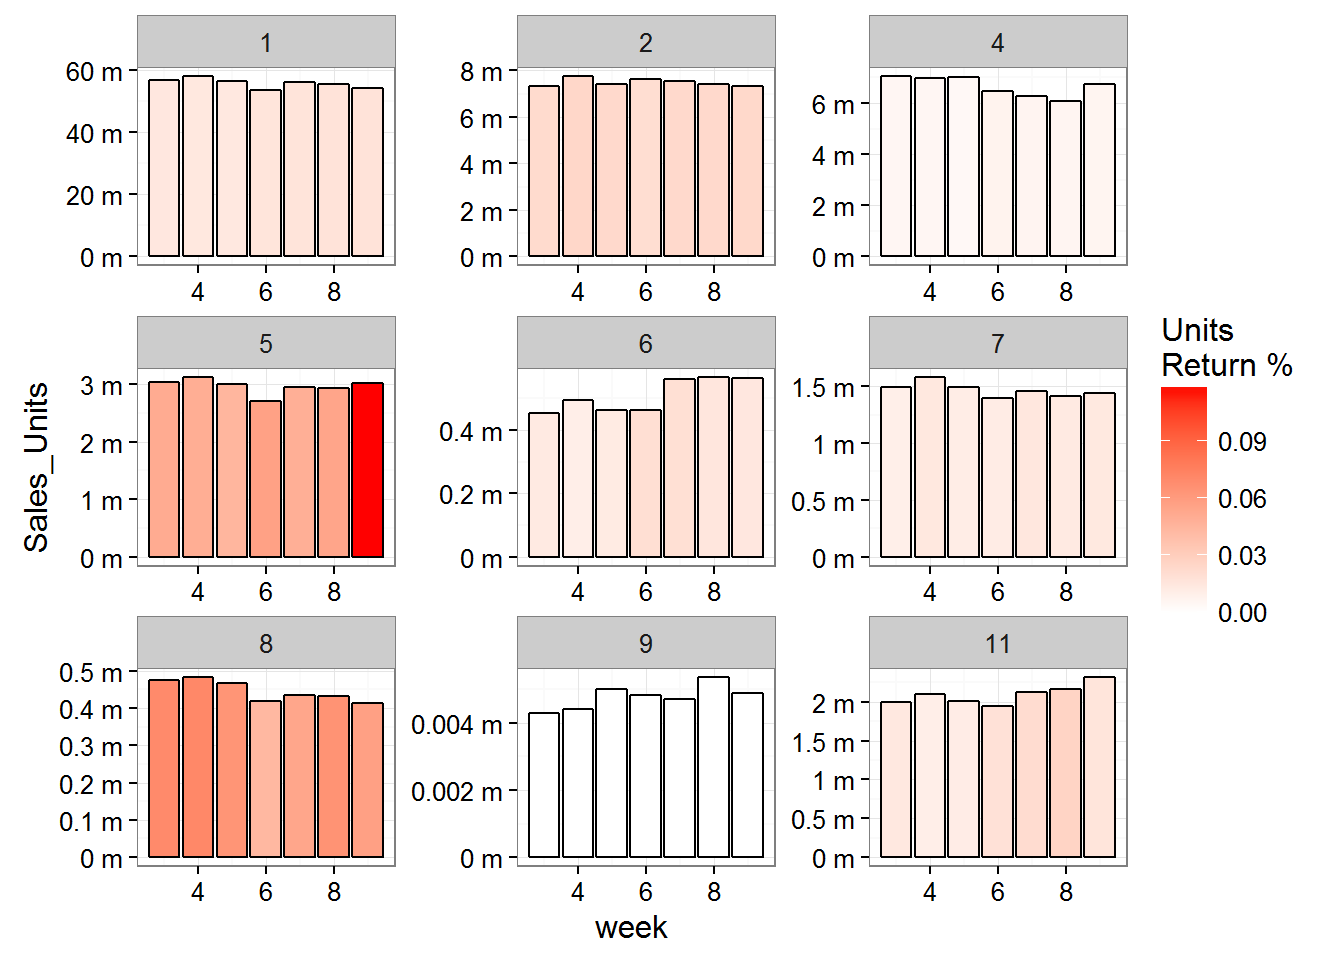 1
2
4
60 m
40 m
20 m
0 m
4
6
8
8 m
6 m
4 m
2 m
0 m
4
6
8
6 m
4 m
2 m
0 m
4
6
8
5
6
7
Sales_Units
3 m
2 m
1 m
0 m
4
6
8
0.4 m
0.2 m
0 m
4
6
8
1.5 m
1 m
0.5 m
0 m
4
6
8
Units
Return %
0.09
0.06
0.03
0.00
8
9
11
0.5 m
0.4 m
0.3 m
0.2 m
0.1 m
0 m
4
6
8
0.004 m
0.002 m
0 m
4
6
8
2 m
1.5 m
1 m
0.5 m
0 m
4
6
8
week